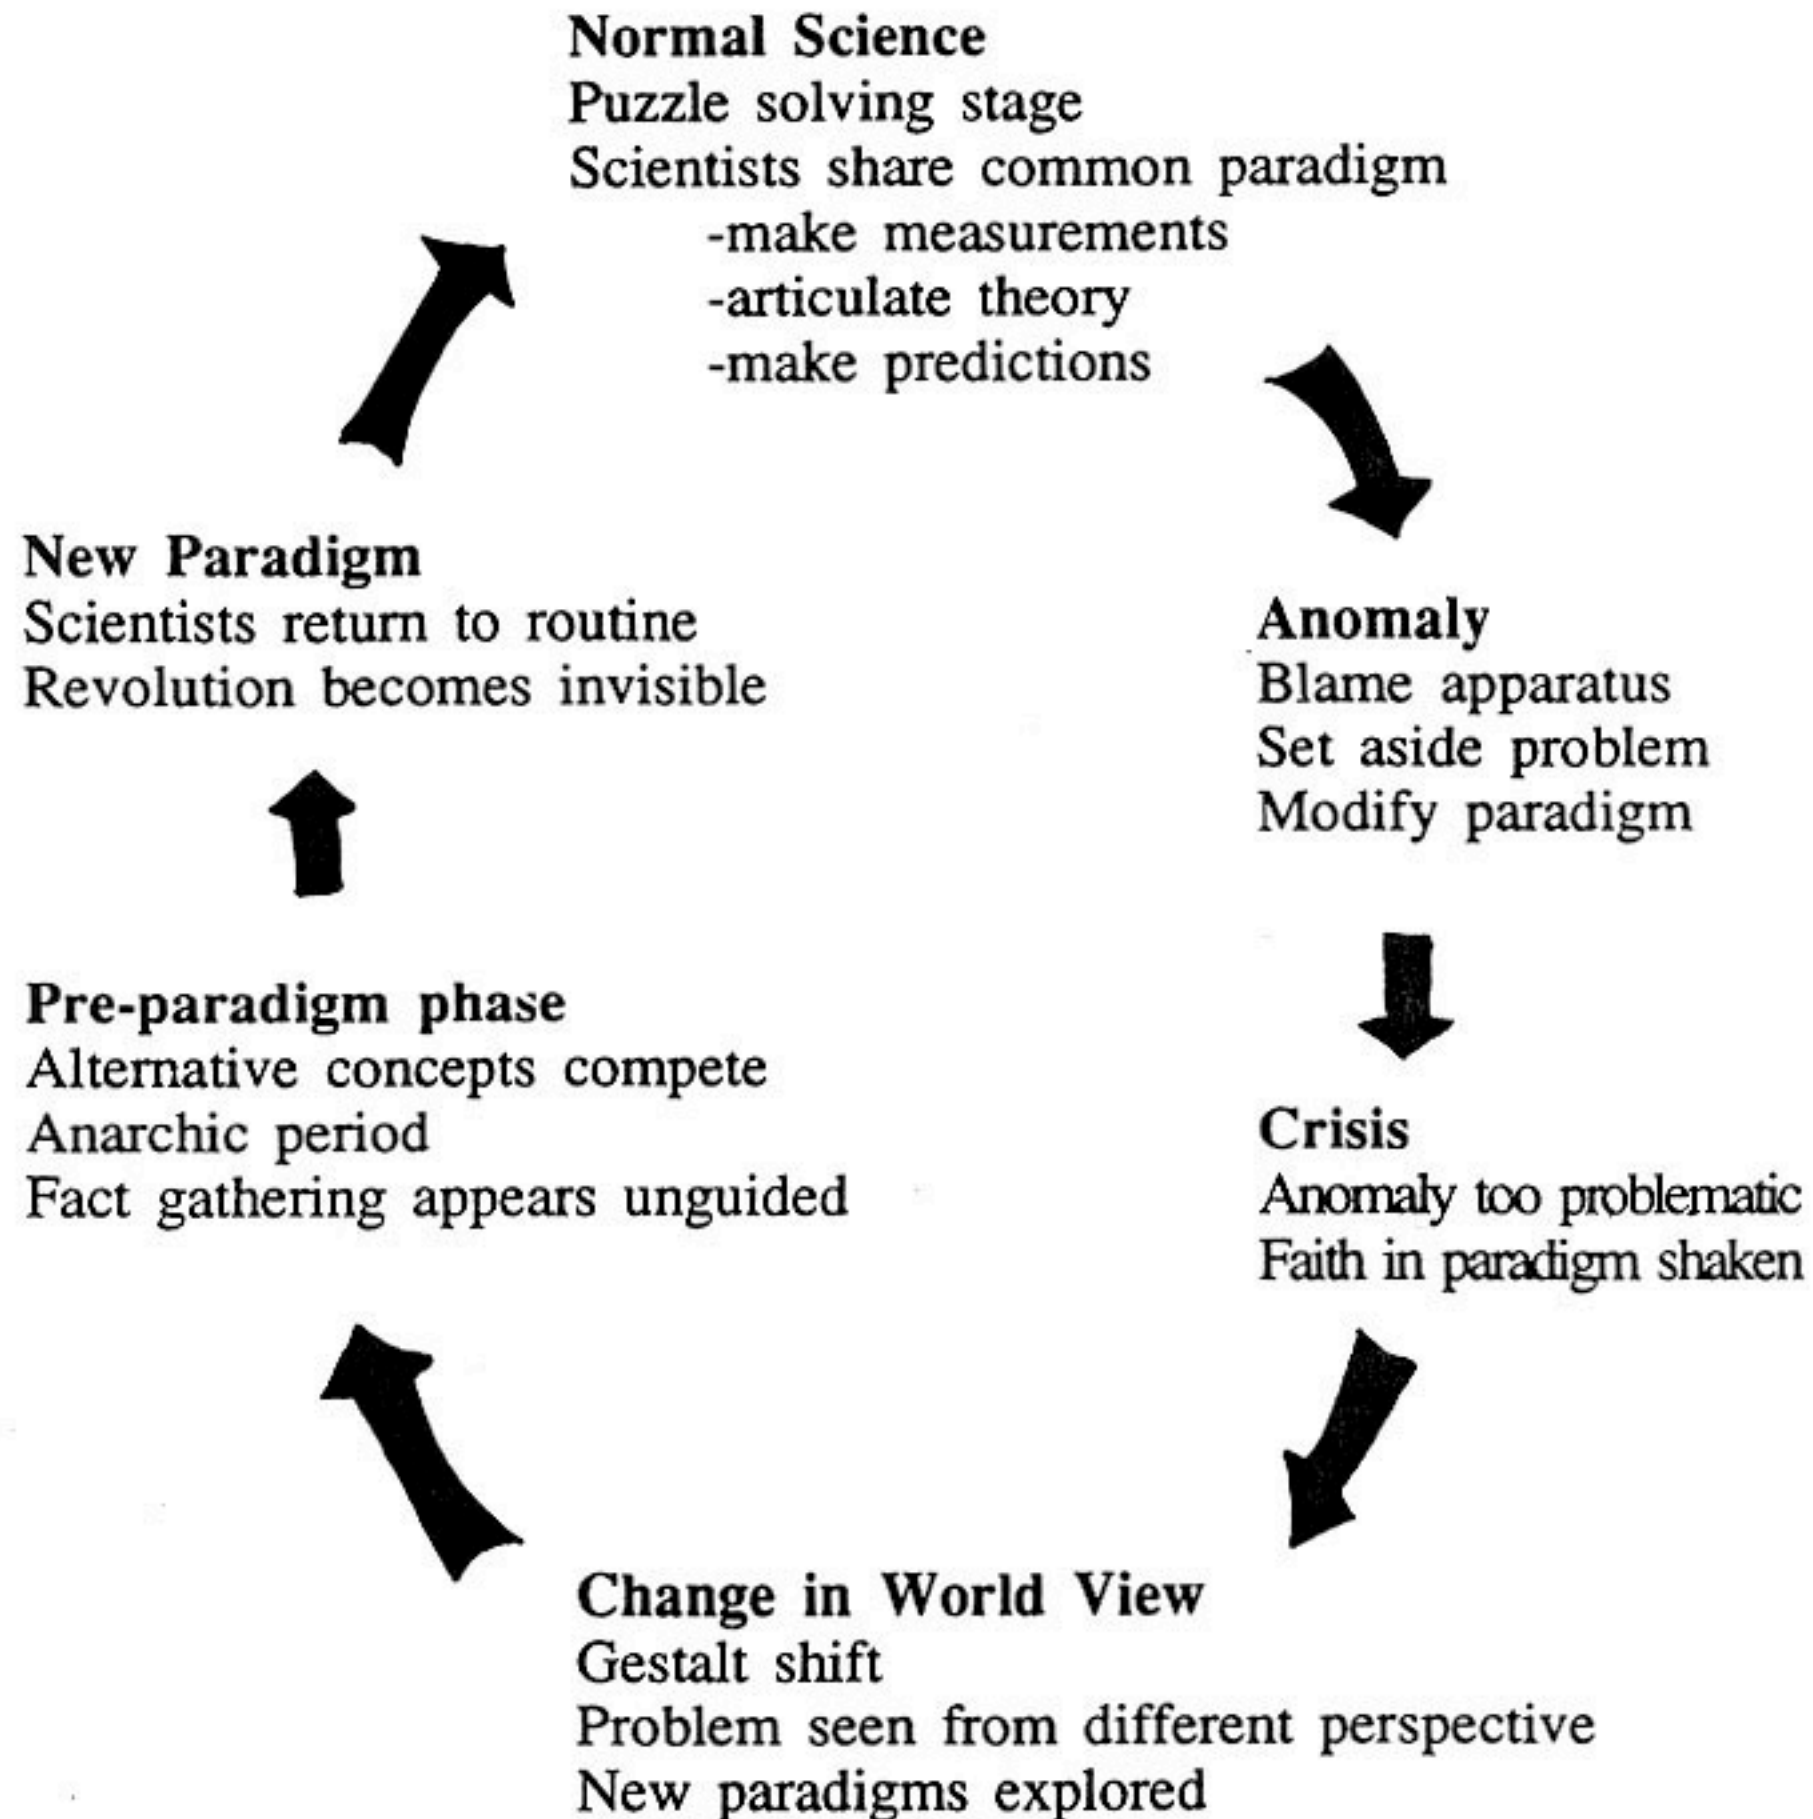 Normal Science
Puzzle solving stage
Scientists share common paradigm
-make measurements
-articulate theory
-make predictions
Anomaly
Blame apparatus
Set aside problem
Modify paradigm
Crisis
Anomaly too problematic
Faith in paradigm shaken
Change in World View
Gestalt shift
Problem seen from different perspective
New paradigms explored
Pre-paradigm phase
Alternative concepts compete
Anarchic period
Fact gathering appears unguided
New Paradigm
Scientists return to routine
Revolution becomes invisible